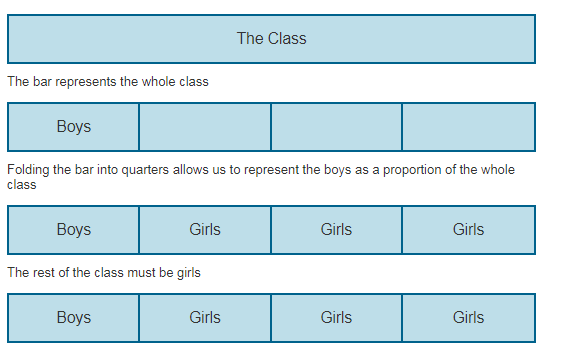 The Class
The bar represents the whole class
Boys
Folding the bar into quarters allows us to represent the boys as a proportion of the whole
class
Boys Girls Girls Girls
The rest of the class must be girls
Boys Girls Girls Girls